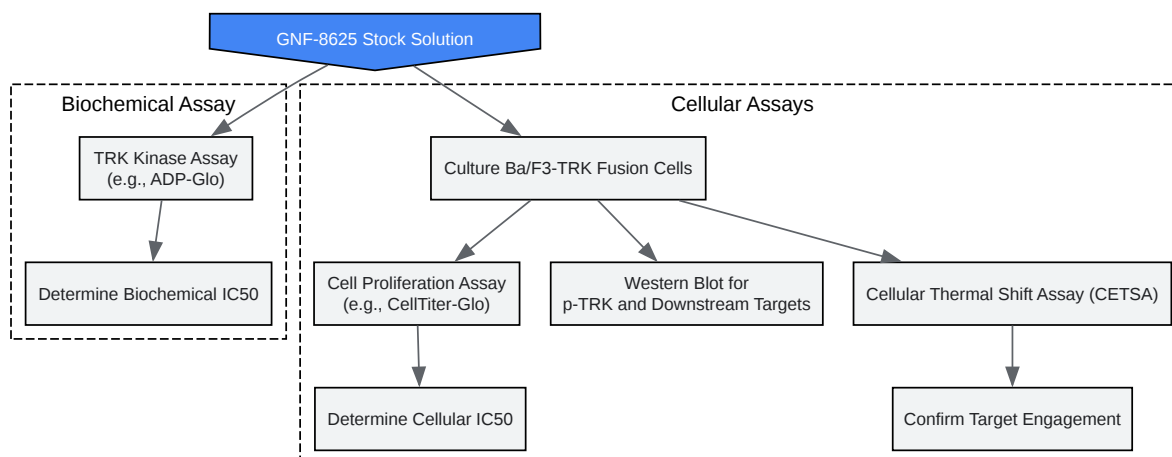 GNF-8625 Stock Solution
Biochemical Assay
Cellular Assays
TRK Kinase Assay
(e.g., ADP-Glo)
Culture Ba/F3-TRK Fusion Cells
Determine Biochemical IC50
Cell Proliferation Assay
(e.g., CellTiter-Glo)
Western Blot for
p-TRK and Downstream Targets
Cellular Thermal Shift Assay (CETSA)
Determine Cellular IC50
Confirm Target Engagement